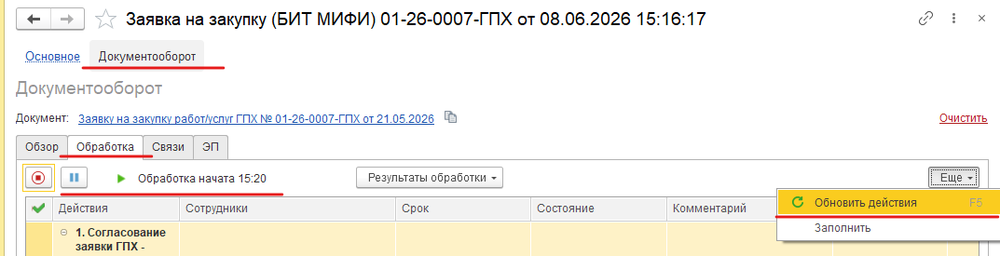 Заявка на закупку (БИТ МИФИ) 01-26-0007-ГПХ от 08.06.2026 15:16:17
Основное Документооборот
Документооборот
Документ: Заявку на закупку работ/услуг ГПХ № 01-26-0007-ГПХ от 21.05.2026 Очистить
Обзор Обработка Связи ЭП
Обработка начата 15:20 Результаты обработки Еще
Действия Сотрудники Срок Состояние Комментарий
Обновить действия F5
Заполнить
1. Согласование
заявки ГПХ -